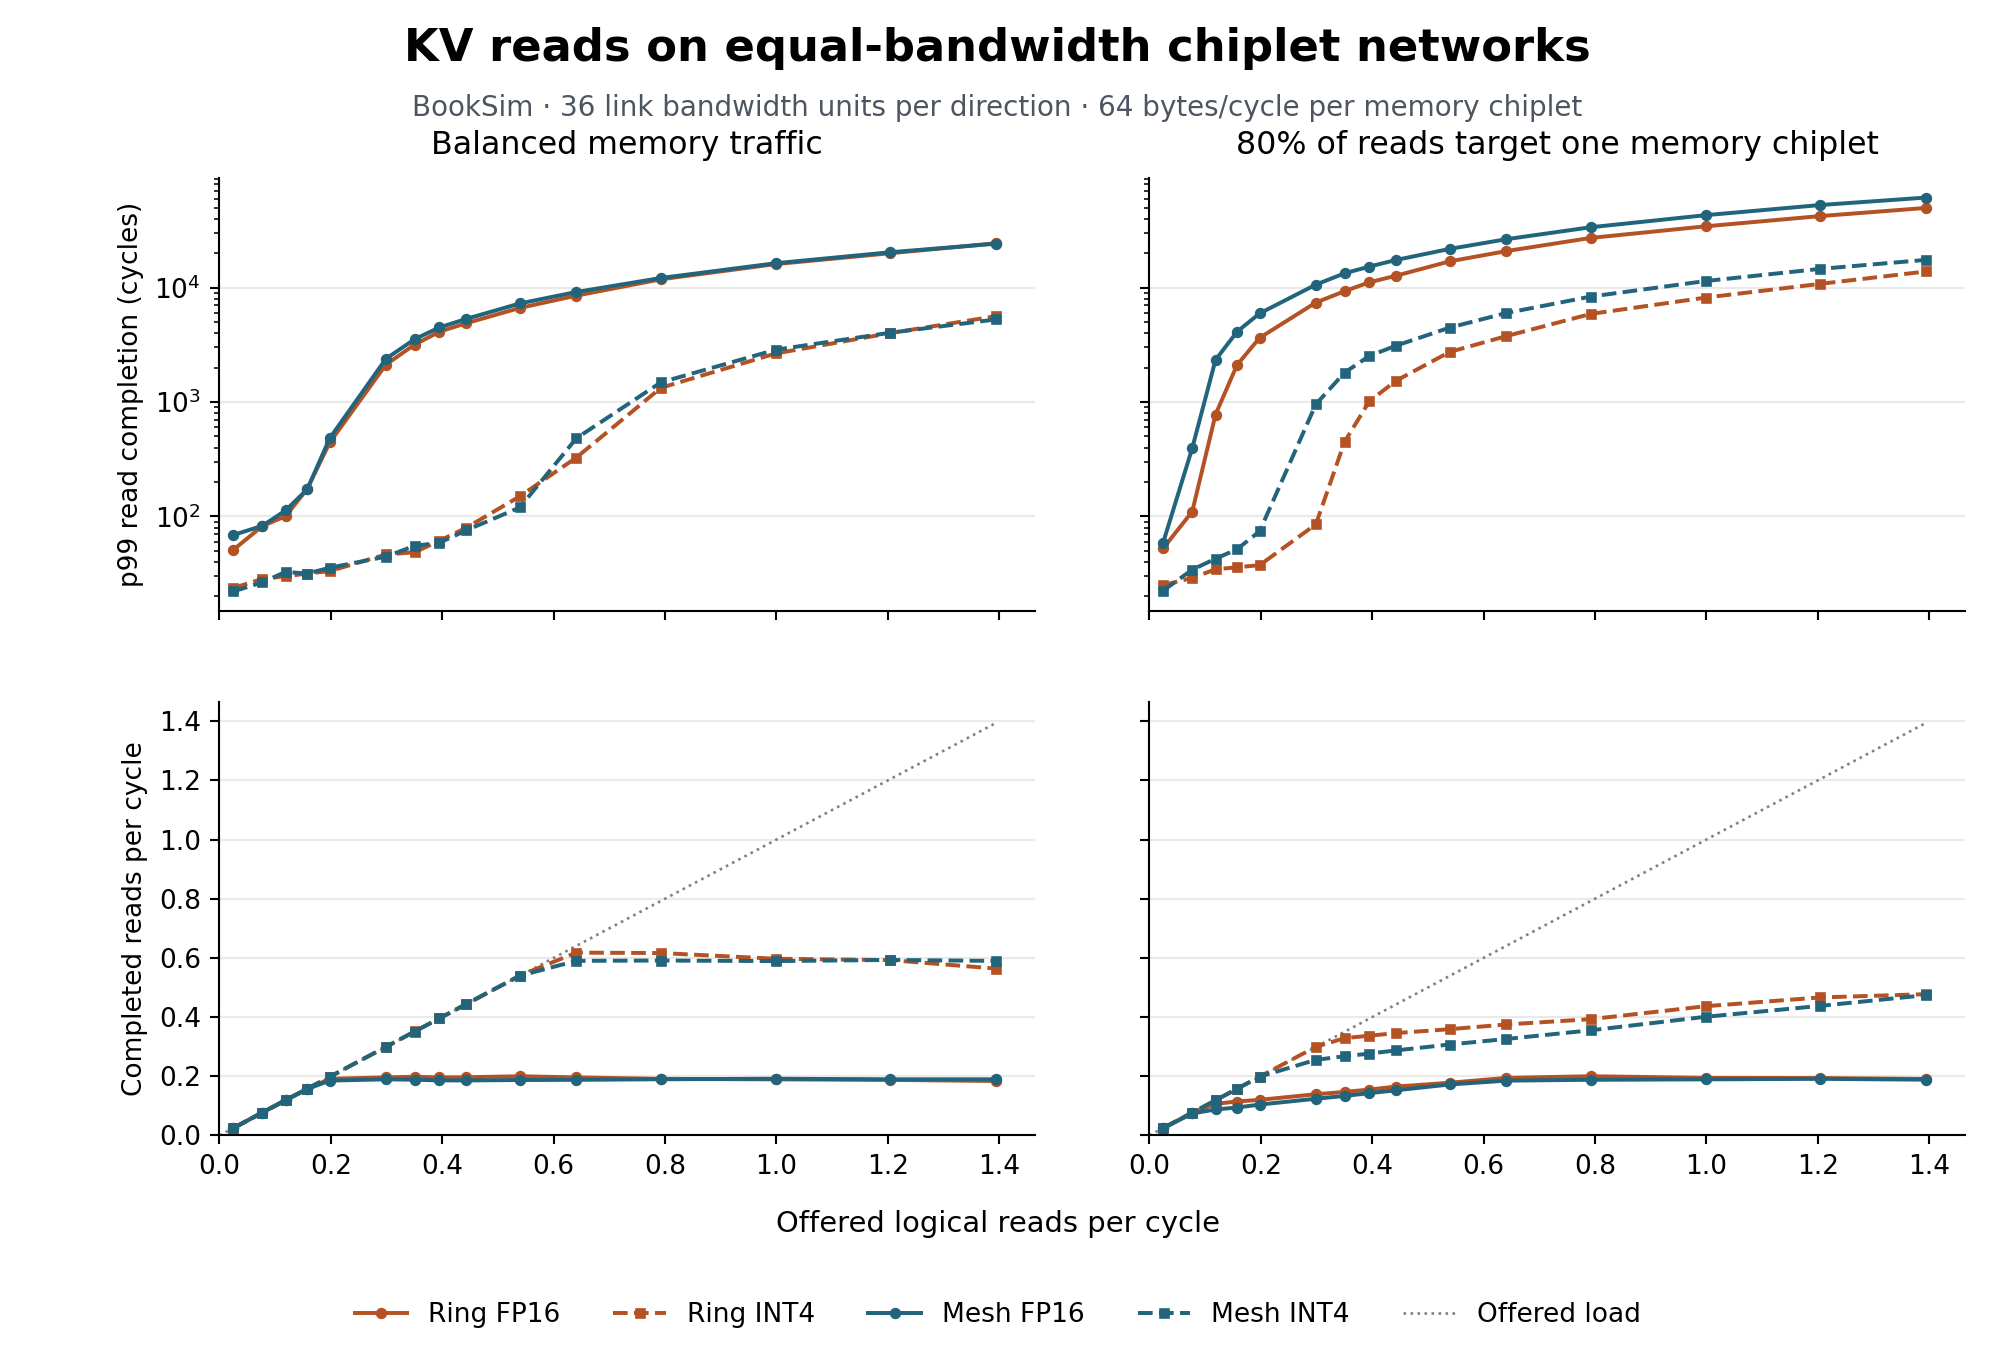 KV reads on equal-bandwidth chiplet networks
BookSim · 36 link bandwidth units per direction · 64 bytes/cycle per memory chiplet
Balanced memory traffic
80% of reads target one memory chiplet
p99 read completion (cycles)
10⁴
10³
10²
Completed reads per cycle
1.4
1.2
1.0
0.8
0.6
0.4
0.2
0.0
0.0 0.2 0.4 0.6 0.8 1.0 1.2 1.4
0.0 0.2 0.4 0.6 0.8 1.0 1.2 1.4
Offered logical reads per cycle
Ring FP16 Ring INT4 Mesh FP16 Mesh INT4 Offered load